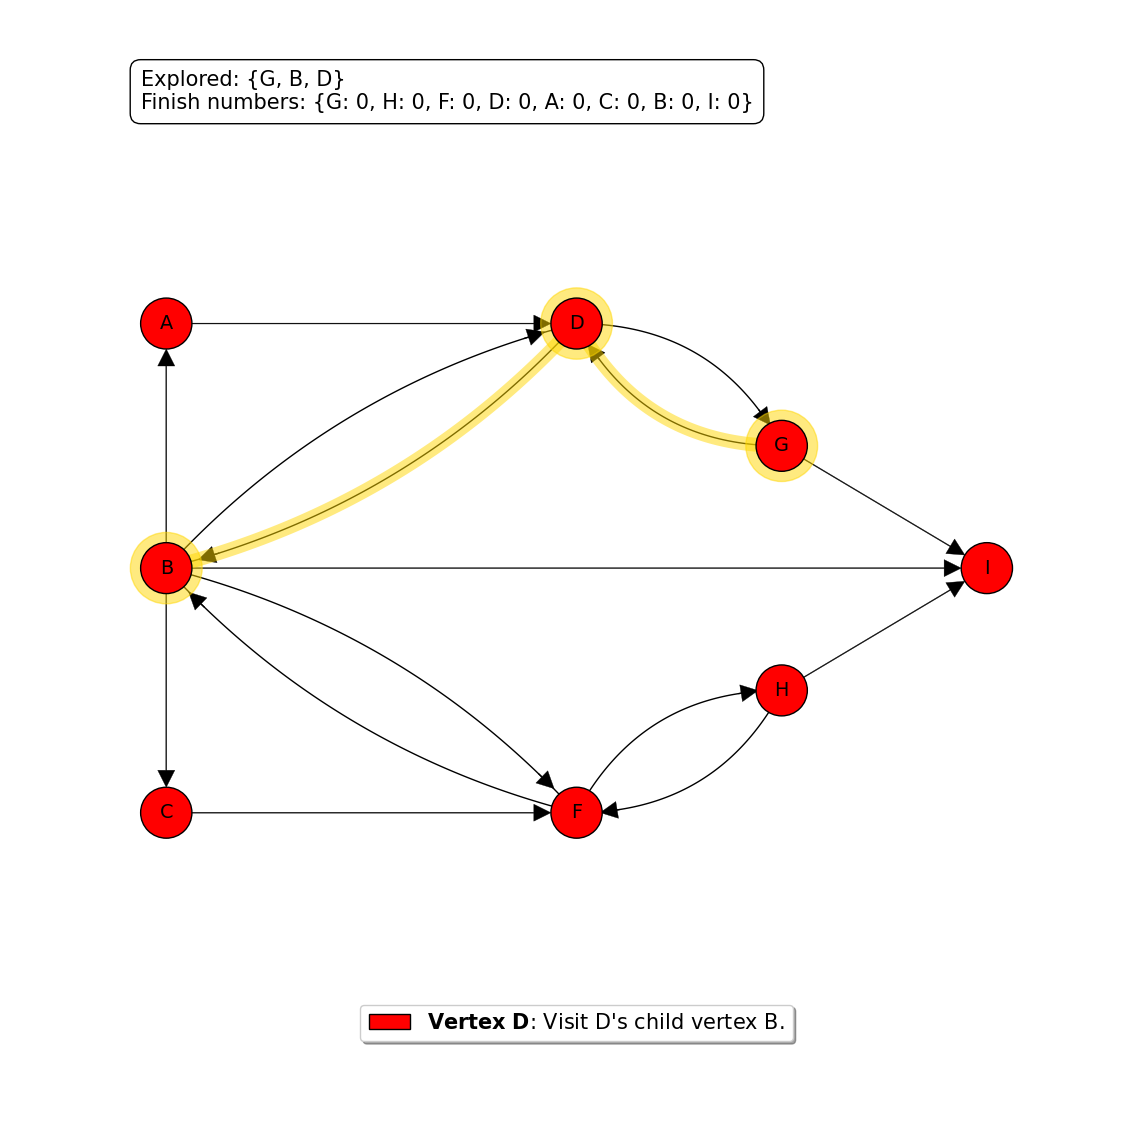 Explored: {G, B, D}
Finish numbers: {G: 0, H: 0, F: 0, D: 0, A: 0, C: 0, B: 0, I: 0}
A
D
G
B
I
H
C
F
Vertex D: Visit D's child vertex B.